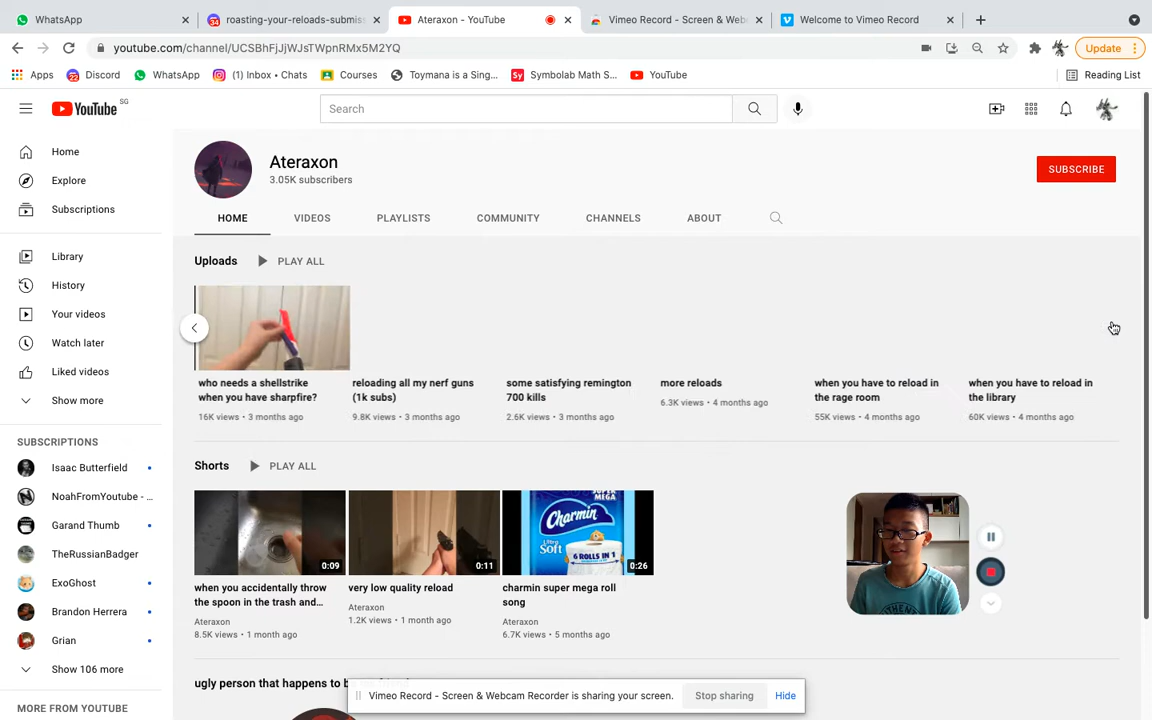 WhatsApp
roasting-your-reloads-submiss
Ateraxon - YouTube
Vimeo Record - Screen & Web
Welcome to Vimeo Record
youtube.com/channel/UCSBhFjJjWJsTWpnRMx5M2YQ
Update
Apps
Discord
WhatsApp
(1) Inbox • Chats
Courses
Toymana is a Sing...
Symbolab Math S...
YouTube
Reading List
YouTube SG
Search
Home
Explore
Subscriptions
Library
History
Your videos
Watch later
Liked videos
Show more
SUBSCRIPTIONS
Isaac Butterfield
NoahFromYoutube - ...
Garand Thumb
TheRussianBadger
ExoGhost
Brandon Herrera
Grian
Show 106 more
MORE FROM YOUTUBE
Ateraxon
3.05K subscribers
SUBSCRIBE
HOME
VIDEOS
PLAYLISTS
COMMUNITY
CHANNELS
ABOUT
Uploads
PLAY ALL
who needs a shellstrike
when you have sharpfire?
16K views • 3 months ago
reloading all my nerf guns
(1k subs)
9.8K views • 3 months ago
some satisfying remington
700 kills
2.6K views • 3 months ago
more reloads
6.3K views • 4 months ago
when you have to reload in
the rage room
55K views • 4 months ago
when you have to reload in
the library
60K views • 4 months ago
Shorts
PLAY ALL
0:09
when you accidentally throw
the spoon in the trash and...
Ateraxon
8.5K views • 1 month ago
0:11
very low quality reload
Ateraxon
1.2K views • 1 month ago
SUPER
MEGA
Charmin
Ultra
Soft
6 ROLLS IN 1
0:26
charmin super mega roll
song
Ateraxon
6.7K views • 5 months ago
ugly person that happens to b
Vimeo Record - Screen & Webcam Recorder is sharing your screen.
Stop sharing
Hide